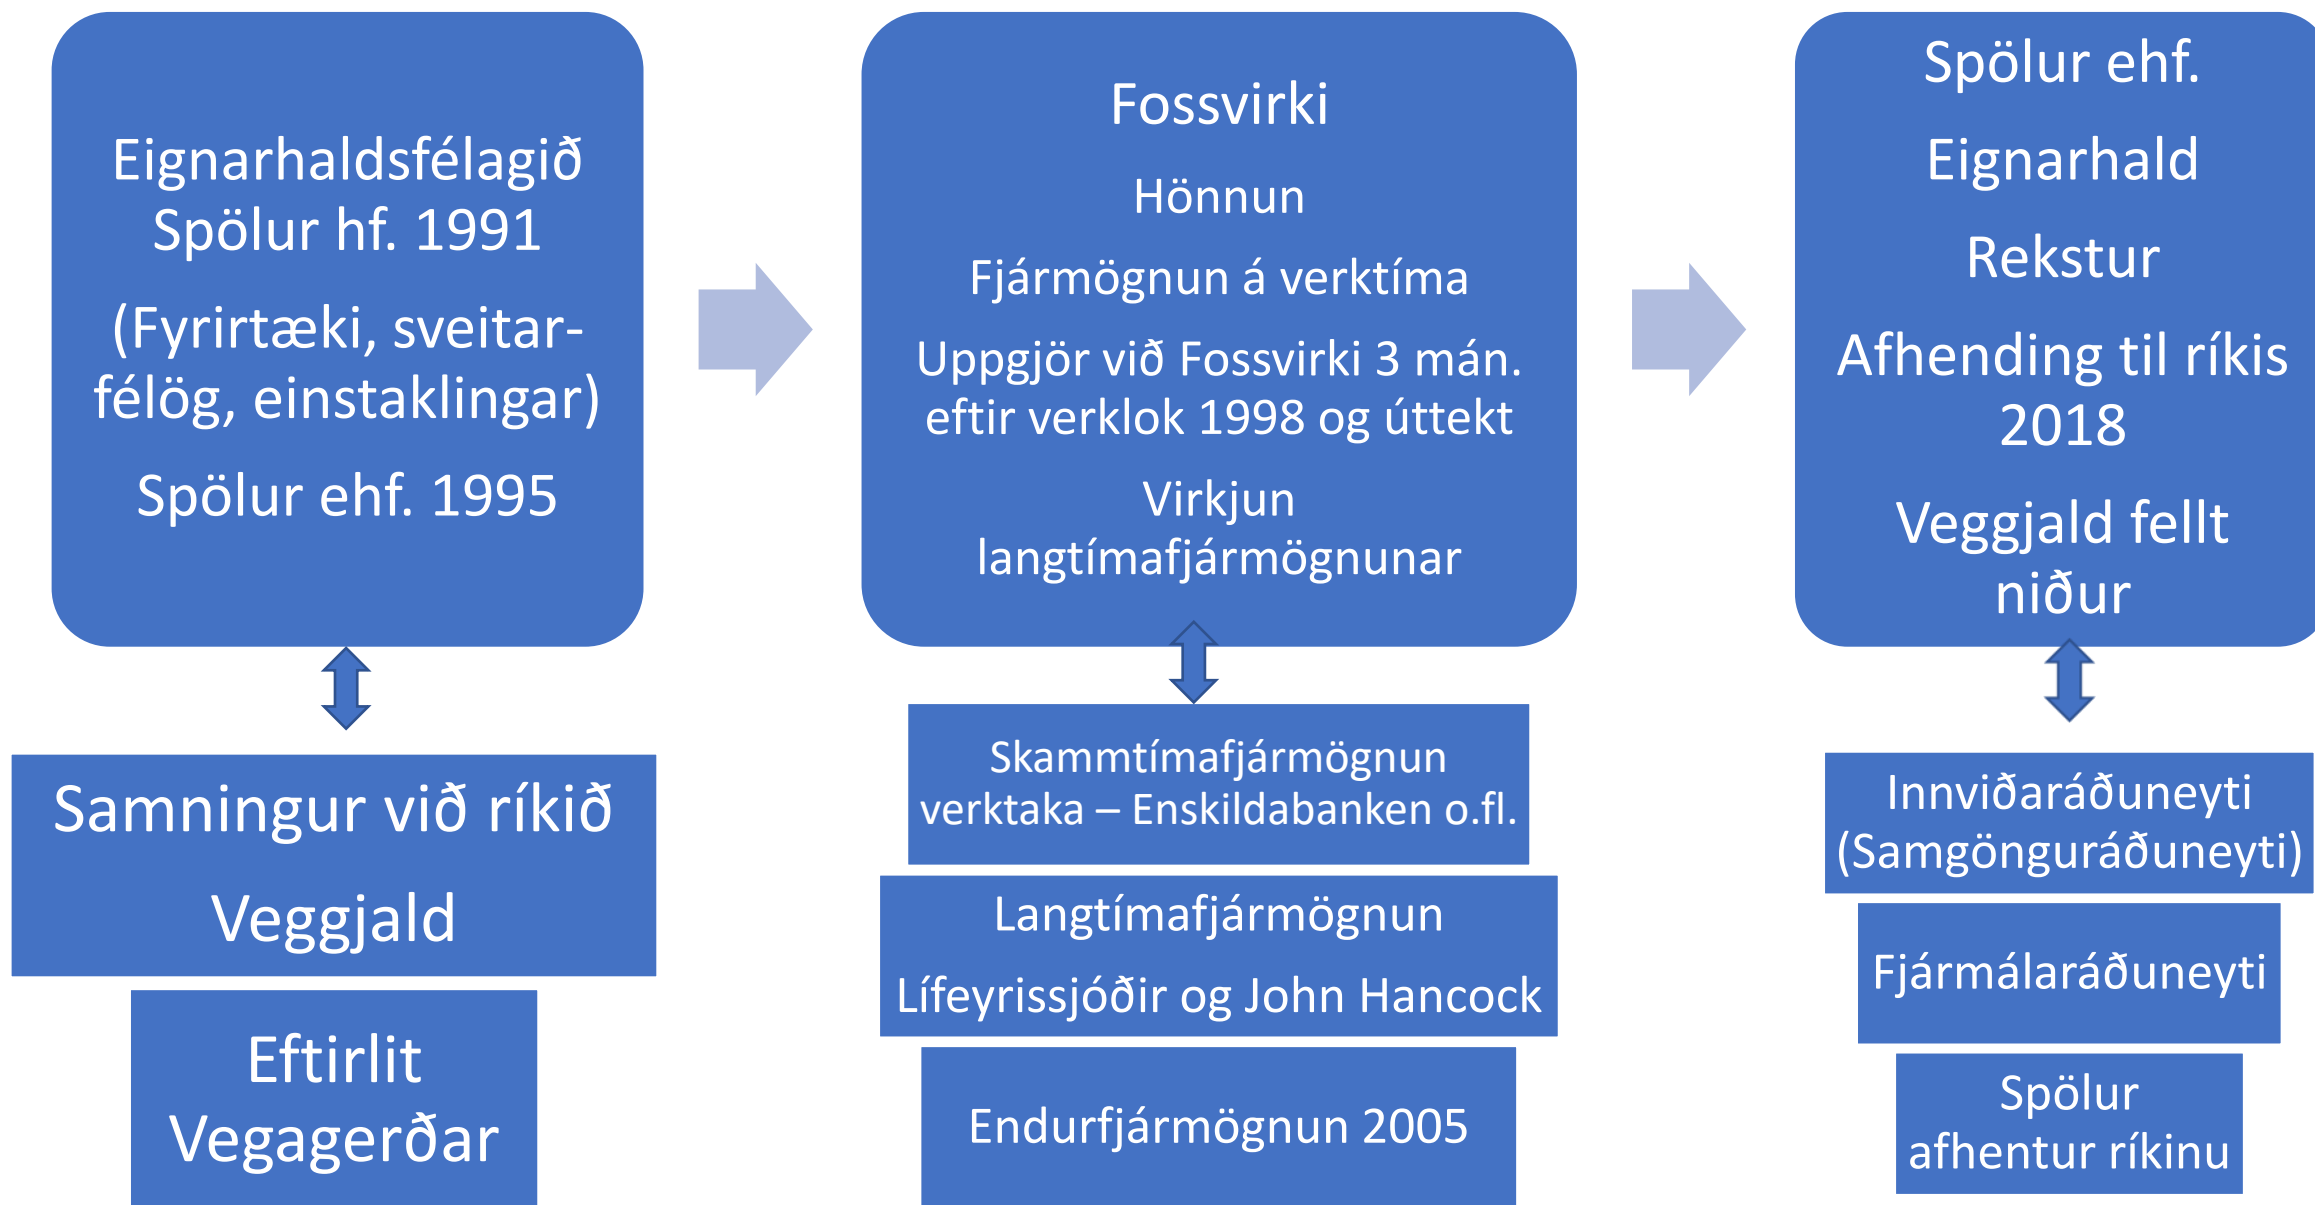 Eignarhaldsfélagið
Spölur hf. 1991
(Fyrirtæki, sveitar-
félög, einstaklingar)
Spölur ehf. 1995
Samningur við ríkið
Veggjald
Eftirlit
Vegagerðar
Fossvirki
Hönnun
Fjármögnun á verktíma
Uppgjör við Fossvirki 3 mán.
eftir verklok 1998 og úttekt
Virkjun
langtímafjármögnunar
Skammtímafjármögnun
verktaka – Enskildabanken o.fl.
Langtímafjármögnun
Lífeyrissjóðir og John Hancock
Endurfjármögnun 2005
Spölur ehf.
Eignarhald
Rekstur
Afhending til ríkis
2018
Veggjald fellt
niður
Innviðaráðuneyti
(Samgönguráðuneyti)
Fjármálaráðuneyti
Spölur
afhentur ríkinu